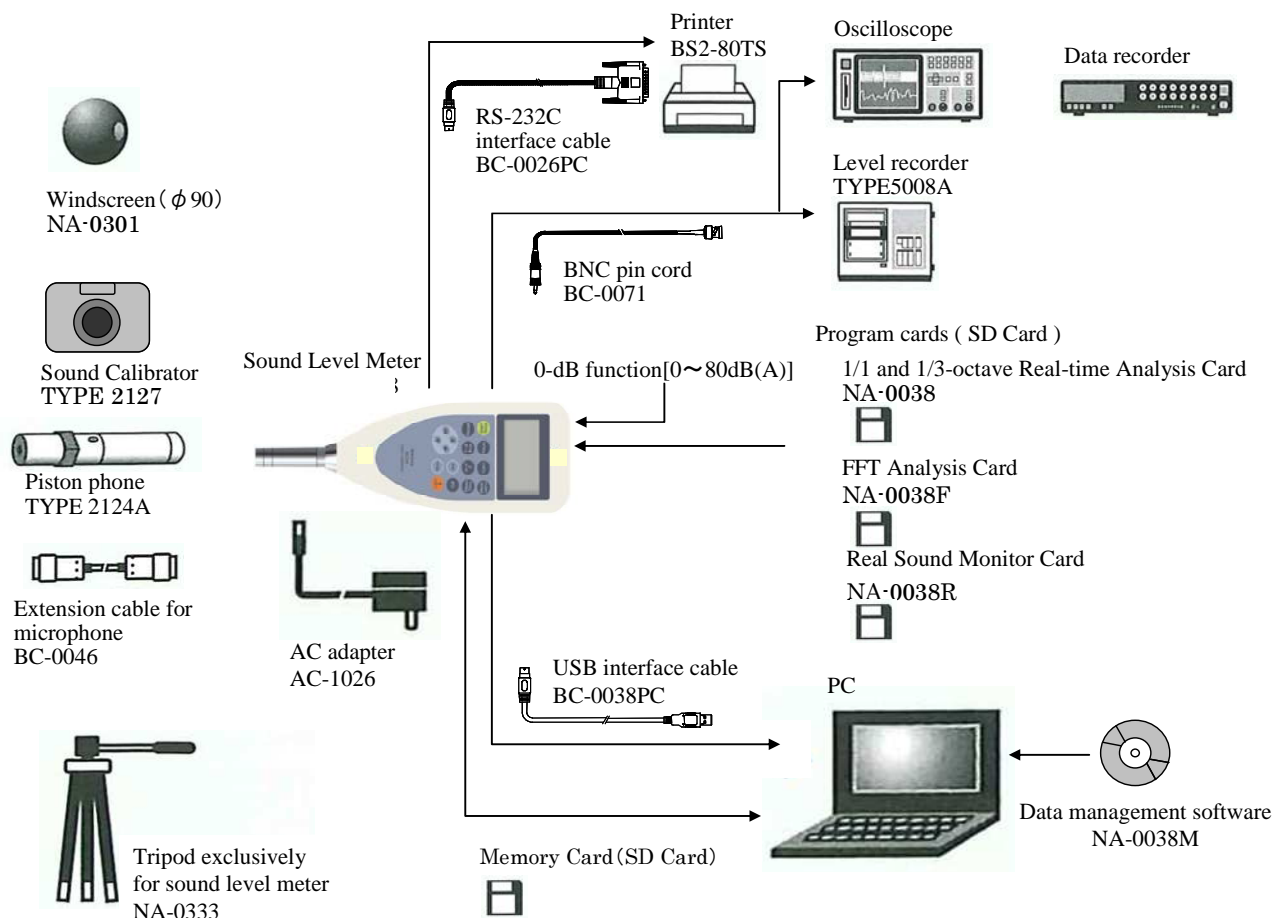 Printer
BS2-80TS
Oscilloscope
Data recorder
RS-232C
interface cable
BC-0026PC
Windscreen(φ90)
NA-0301
Level recorder
TYPE5008A
BNC pin cord
BC-0071
Sound Calibrator
TYPE 2127
Sound Level Meter
0-dB function[0～80dB(A)]
Program cards ( SD Card )
1/1 and 1/3-octave Real-time Analysis Card
NA-0038
FFT Analysis Card
NA-0038F
Real Sound Monitor Card
NA-0038R
Piston phone
TYPE 2124A
Extension cable for
microphone
BC-0046
AC adapter
AC-1026
USB interface cable
BC-0038PC
PC
Data management software
NA-0038M
Tripod exclusively
for sound level meter
NA-0333
Memory Card(SD Card)